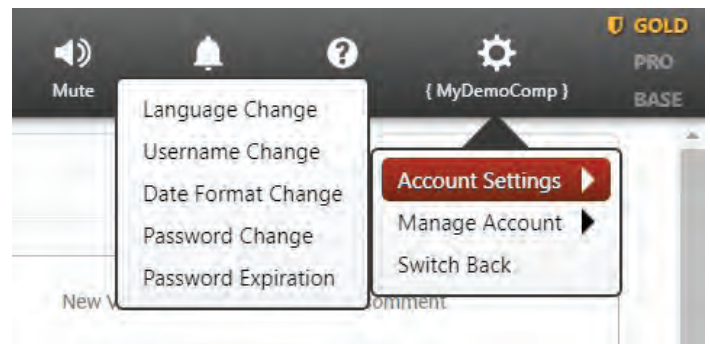 GOLD
PRO
BASE
Mute
{ MyDemoComp }
Language Change
Username Change
Date Format Change
Password Change
Password Expiration
Account Settings
Manage Account
Switch Back
New